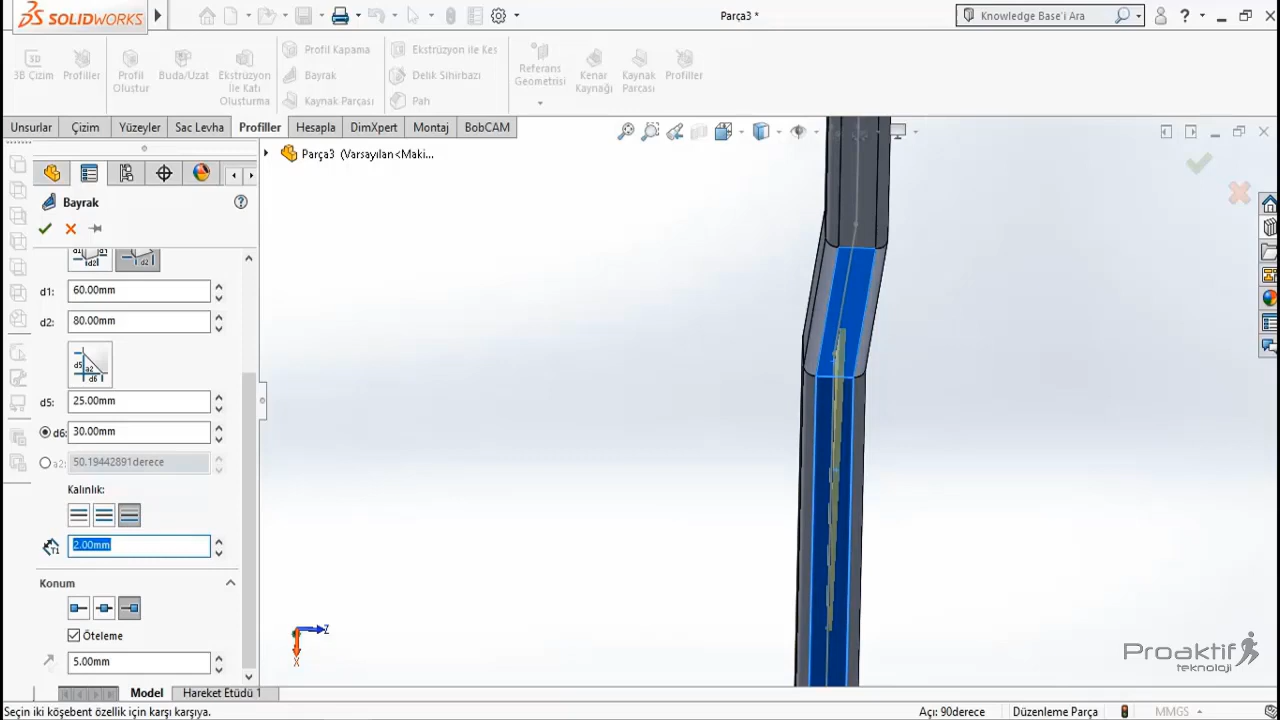 SOLIDWORKS
Parça3 *
Knowledge Base'i Ara
?
3B Çizim
Profiller
Profil Oluştur
Buda/Uzat
Ekstrüzyon ile Katı Oluşturma
Profil Kapama
Bayrak
Kaynak Parçası
Ekstrüzyon ile Kes
Delik Sihirbazı
Pah
Referans Geometrisi
Kenar Kaynağı
Kaynak Parçası
Profiller
Unsurlar
Çizim
Yüzeyler
Sac Levha
Profiller
Hesapla
DimXpert
Montaj
BobCAM
Parça3 (Varsayılan<Maki...
Bayrak
d1: 60.00mm
d2: 80.00mm
d5: 25.00mm
d6: 30.00mm
a2: 50.19442891derece
Kalınlık:
T1 2.00mm
Konum
Öteleme
5.00mm
Z
X
Proaktif
teknoloji
Model
Hareket Etüdü 1
Seçin iki köşebent özellik için karşı karşıya.
Açı: 90derece
Düzenleme Parça
MMGS